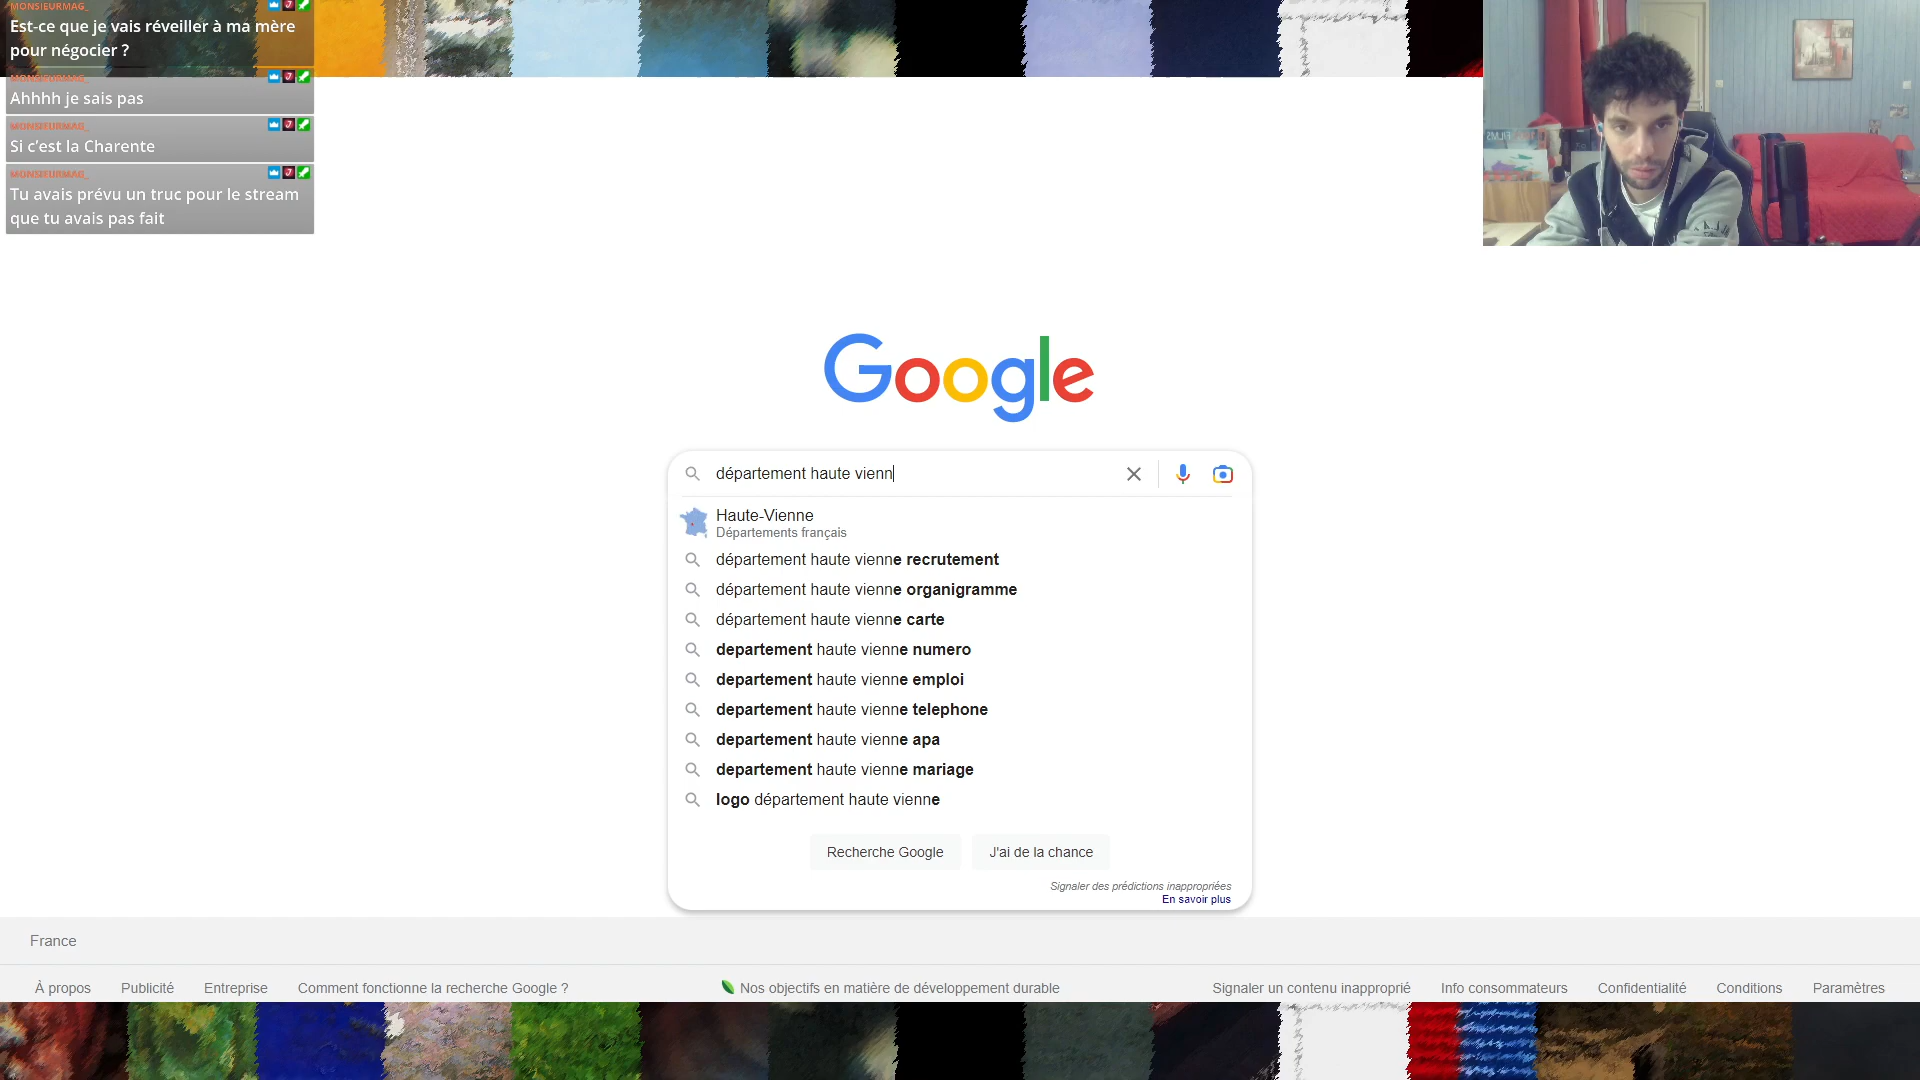 MONSIEURMAG_
Est-ce que je vais réveiller à ma mère
pour négocier ?
MONSIEURMAG_
Ahhhh je sais pas
MONSIEURMAG_
Si c'est la Charente
MONSIEURMAG_
Tu avais prévu un truc pour le stream
que tu avais pas fait
FILMS
Google
département haute vienn
Haute-Vienne
Départements français
département haute vienne recrutement
département haute vienne organigramme
département haute vienne carte
departement haute vienne numero
departement haute vienne emploi
departement haute vienne telephone
departement haute vienne apa
departement haute vienne mariage
logo département haute vienne
Recherche Google J'ai de la chance
Signaler des prédictions inappropriées
En savoir plus
France
À propos Publicité Entreprise Comment fonctionne la recherche Google ? Nos objectifs en matière de développement durable Signaler un contenu inapproprié Info consommateurs Confidentialité Conditions Paramètres